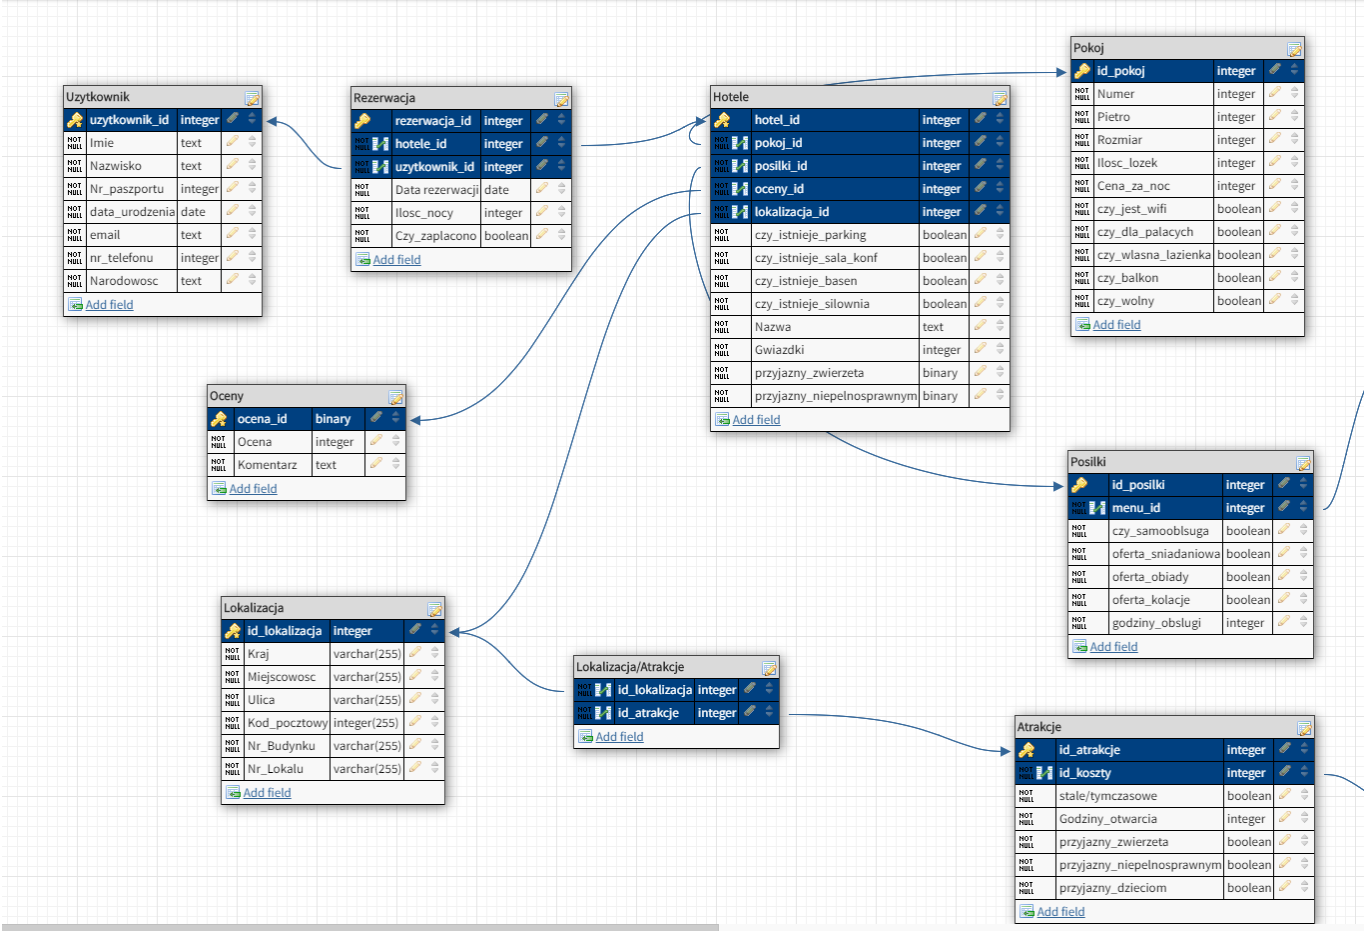 Uzytkownik
uzytkownik_id integer
NOT NULL Imie text
NOT NULL Nazwisko text
NOT NULL Nr_paszportu integer
NOT NULL data_urodzenia date
NOT NULL email text
NOT NULL nr_telefonu integer
NOT NULL Narodowosc text
Add field
Rezerwacja
rezerwacja_id integer
NOT NULL hotele_id integer
NOT NULL uzytkownik_id integer
NOT NULL Data rezerwacji date
NOT NULL Ilosc_nocy integer
NOT NULL Czy_zaplacono boolean
Add field
Hotele
hotel_id integer
NOT NULL pokoj_id integer
NOT NULL posilki_id integer
NOT NULL oceny_id integer
NOT NULL lokalizacja_id integer
NOT NULL czy_istnieje_parking boolean
NOT NULL czy_istnieje_sala_konf boolean
NOT NULL czy_istnieje_basen boolean
NOT NULL czy_istnieje_silownia boolean
NOT NULL Nazwa text
NOT NULL Gwiazdki integer
NOT NULL przyjazny_zwierzeta binary
NOT NULL przyjazny_niepelnosprawnym binary
Add field
Pokoj
id_pokoj integer
NOT NULL Numer integer
NOT NULL Pietro integer
NOT NULL Rozmiar integer
NOT NULL Ilosc_lozek integer
NOT NULL Cena_za_noc integer
NOT NULL czy_jest_wifi boolean
NOT NULL czy_dla_palacych boolean
NOT NULL czy_wlasna_lazienka boolean
NOT NULL czy_balkon boolean
NOT NULL czy_wolny boolean
Add field
Oceny
ocena_id binary
NOT NULL Ocena integer
NOT NULL Komentarz text
Add field
Posilki
id_posilki integer
NOT NULL menu_id integer
NOT NULL czy_samooblsuga boolean
NOT NULL oferta_sniadaniowa boolean
NOT NULL oferta_obiady boolean
NOT NULL oferta_kolacje boolean
NOT NULL godziny_obslugi integer
Add field
Lokalizacja
id_lokalizacja integer
NOT NULL Kraj varchar(255)
NOT NULL Miejscowosc varchar(255)
NOT NULL Ulica varchar(255)
NOT NULL Kod_pocztowy integer(255)
NOT NULL Nr_Budynku varchar(255)
NOT NULL Nr_Lokalu varchar(255)
Add field
Lokalizacja/Atrakcje
NOT NULL id_lokalizacja integer
NOT NULL id_atrakcje integer
Add field
Atrakcje
id_atrakcje integer
NOT NULL id_koszty integer
NOT NULL stale/tymczasowe boolean
NOT NULL Godziny_otwarcia integer
NOT NULL przyjazny_zwierzeta boolean
NOT NULL przyjazny_niepelnosprawnym boolean
NOT NULL przyjazny_dzieciom boolean
Add field